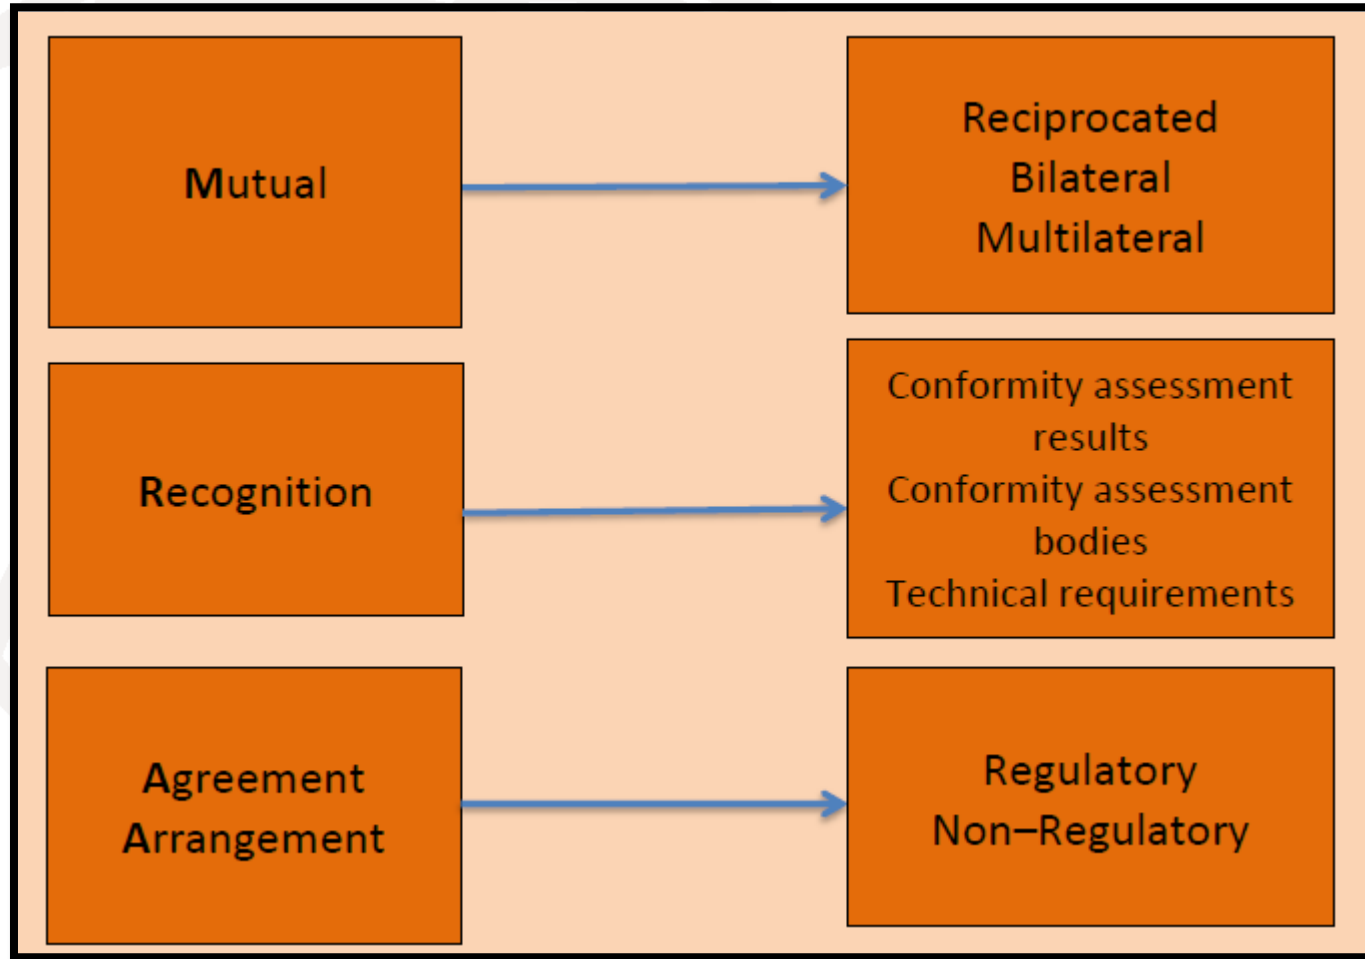 Mutual
Reciprocated
Bilateral
Multilateral
Recognition
Conformity assessment
results
Conformity assessment
bodies
Technical requirements
Agreement
Arrangement
Regulatory
Non–Regulatory